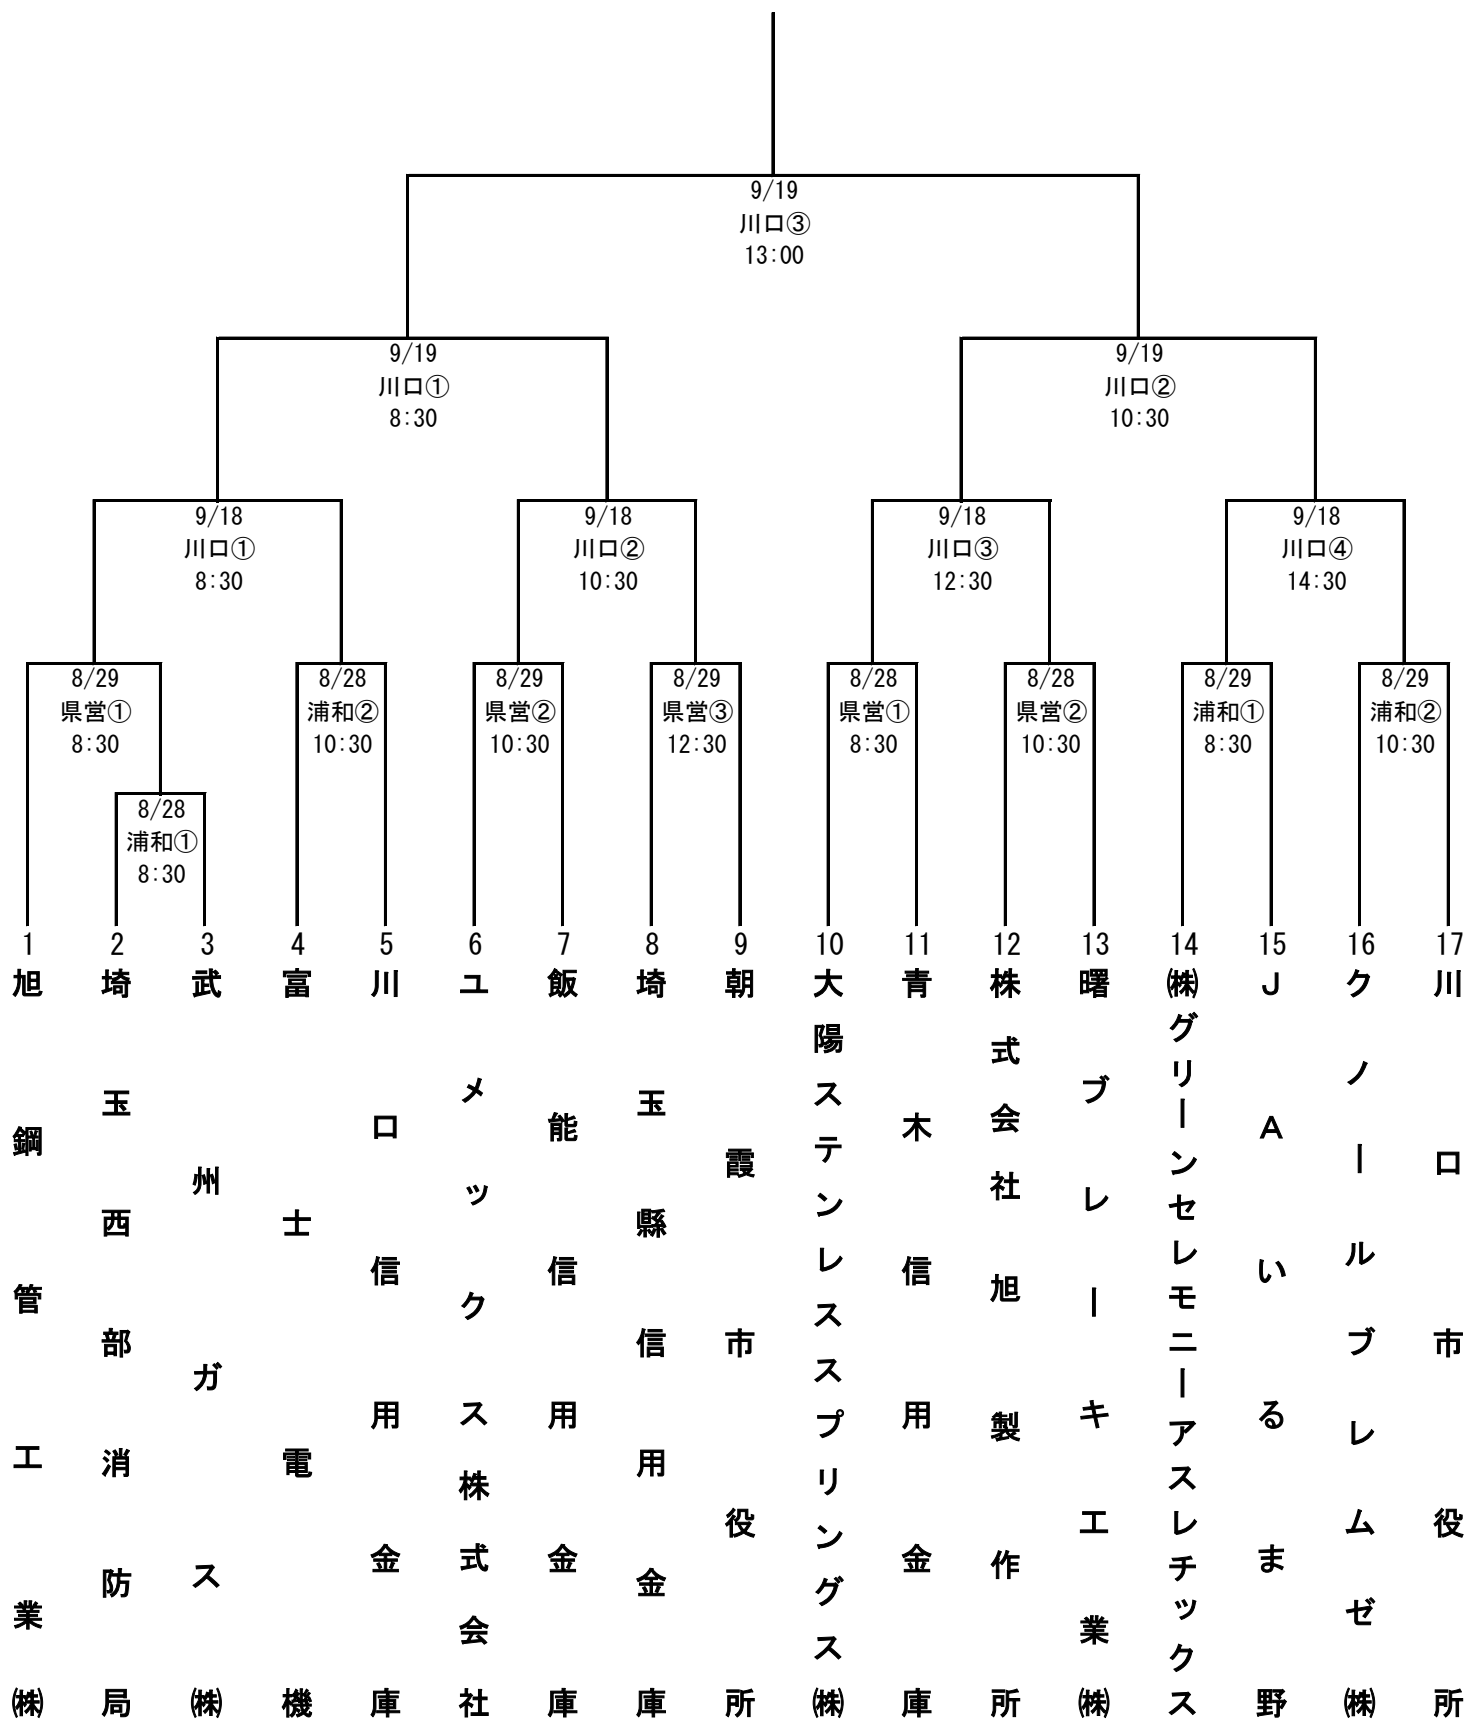 9/19
川口③
13:00
9/19
川口①
8:30
9/19
川口②
10:30
9/18
川口①
8:30
9/18
川口②
10:30
9/18
川口③
12:30
9/18
川口④
14:30
8/29
県営①
8:30
8/28
浦和②
10:30
8/29
県営②
10:30
8/29
県営③
12:30
8/28
県営①
8:30
8/28
県営②
10:30
8/29
浦和①
8:30
8/29
浦和②
10:30
8/28
浦和①
8:30
1
旭鋼管工業㈱
2
埼玉西部消防局
3
武州ガス㈱
4
富士電機
5
川口信用金庫
6
ユメックス株式会社
7
飯能信用金庫
8
埼玉縣信用金庫
9
朝霞市役所
10
大陽ステンレススプリングス㈱
11
青木信用金庫
12
株式会社旭製作所
13
曙ブレーキ工業㈱
14
㈱グリーンセレモニーアスレチックス
15
JAいるま野
16
クノールブレムゼ㈱
17
川口市役所